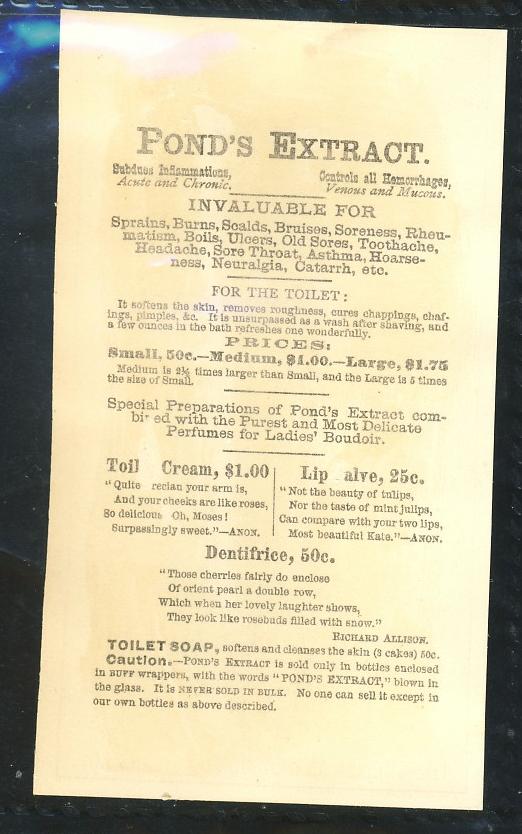 POND'S EXTRACT.
Subdues Inflammations, Controls all Hemorrhages,
Acute and Chronic. Venous and Mucous.
INVALUABLE FOR
Sprains, Burns, Scalds, Bruises, Soreness, Rheu-
matism, Boils, Ulcers, Old Sores, Toothache,
Headache, Sore Throat, Asthma, Hoarse-
ness, Neuralgia, Catarrh, etc.
FOR THE TOILET:
It softens the skin, removes roughness, cures chappings, chaf-
ings, pimples, &c. It is unsurpassed as a wash after shaving, and
a few ounces in the bath refreshes one wonderfully.
PRICES:
Small, 50c.—Medium, $1.00.—Large, $1.75
Medium is 2½ times larger than Small, and the Large is 5 times
the size of Small.
Special Preparations of Pond's Extract com-
bi ed with the Purest and Most Delicate
Perfumes for Ladies' Boudoir.
Toil Cream, $1.00
"Quite recian your arm is,
And your cheeks are like roses,
So delicious Oh, Moses!
Surpassingly sweet."—ANON.
Lip alve, 25c.
"Not the beauty of tulips,
Nor the taste of mint julips,
Can compare with your two lips,
Most beautiful Kate."—ANON.
Dentifrice, 50c.
"Those cherries fairly do enclose
Of orient pearl a double row,
Which when her lovely laughter shows,
They look like rosebuds filled with snow."
RICHARD ALLISON.
TOILET SOAP, softens and cleanses the skin (3 cakes) 50c.
Caution.—POND'S EXTRACT is sold only in bottles enclosed
in BUFF wrappers, with the words "POND'S EXTRACT," blown in
the glass. It is NEVER SOLD IN BULK. No one can sell it except in
our own bottles as above described.